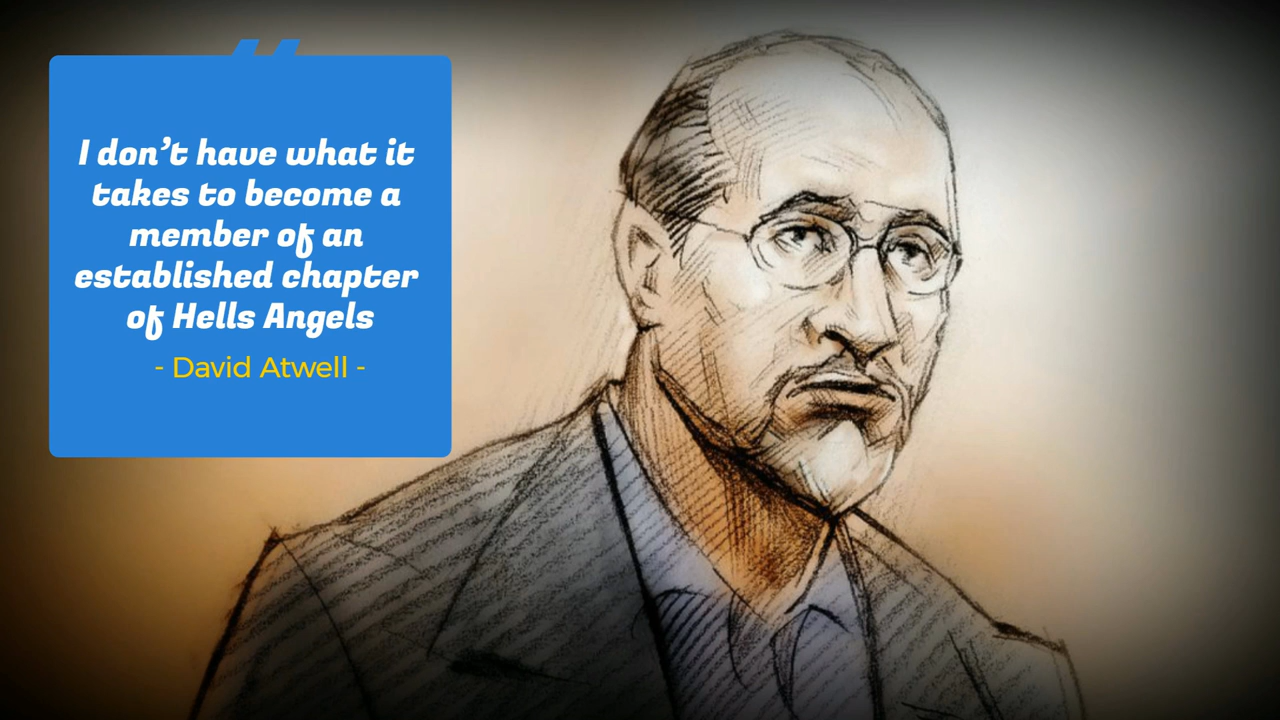 I don’t have what it
takes to become a
member of an
established chapter
of Hells Angels
- David Atwell -